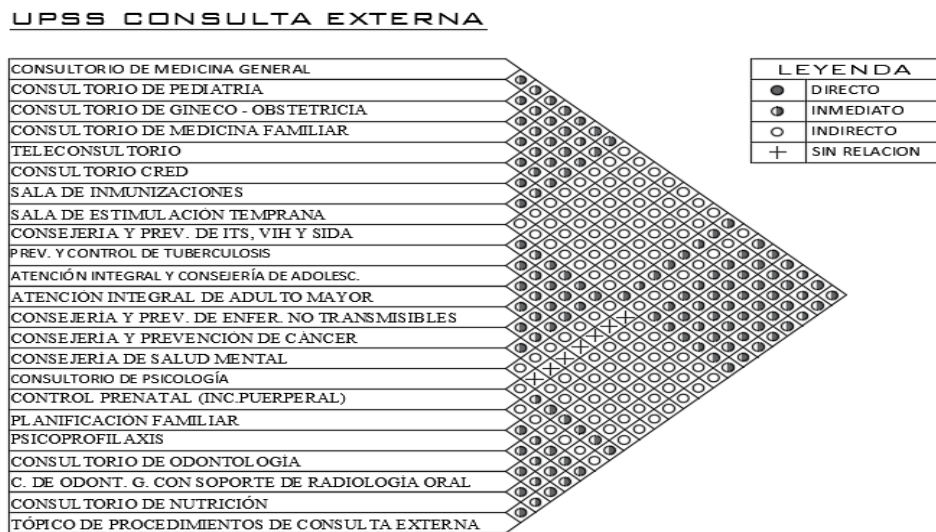 UPSS CONSULTA EXTERNA
CONSULTORIO DE MEDICINA GENERAL
CONSULTORIO DE PEDIATRIA
CONSULTORIO DE GINECO - OBSTETRICIA
CONSULTORIO DE MEDICINA FAMILIAR
TELECONSULTORIO
CONSULTORIO CRED
SALA DE INMUNIZACIONES
SALA DE ESTIMULACIÓN TEMPRANA
CONSEJERIA Y PREV. DE ITS, VIH Y SIDA
PREV. Y CONTROL DE TUBERCULOSIS
ATENCIÓN INTEGRAL Y CONSEJERÍA DE ADOLESC.
ATENCIÓN INTEGRAL DE ADULTO MAYOR
CONSEJERÍA Y PREV. DE ENFER. NO TRANSMISIBLES
CONSEJERÍA Y PREVENCIÓN DE CÁNCER
CONSEJERÍA DE SALUD MENTAL
CONSULTORIO DE PSICOLOGÍA
CONTROL PRENATAL (INC.PUERPERAL)
PLANIFICACIÓN FAMILIAR
PSICOPROFILAXIS
CONSULTORIO DE ODONTOLOGÍA
C. DE ODONT. G. CON SOPORTE DE RADIOLOGÍA ORAL
CONSULTORIO DE NUTRICIÓN
TÓPICO DE PROCEDIMIENTOS DE CONSULTA EXTERNA
LEYENDA
DIRECTO
INMEDIATO
INDIRECTO
SIN RELACION